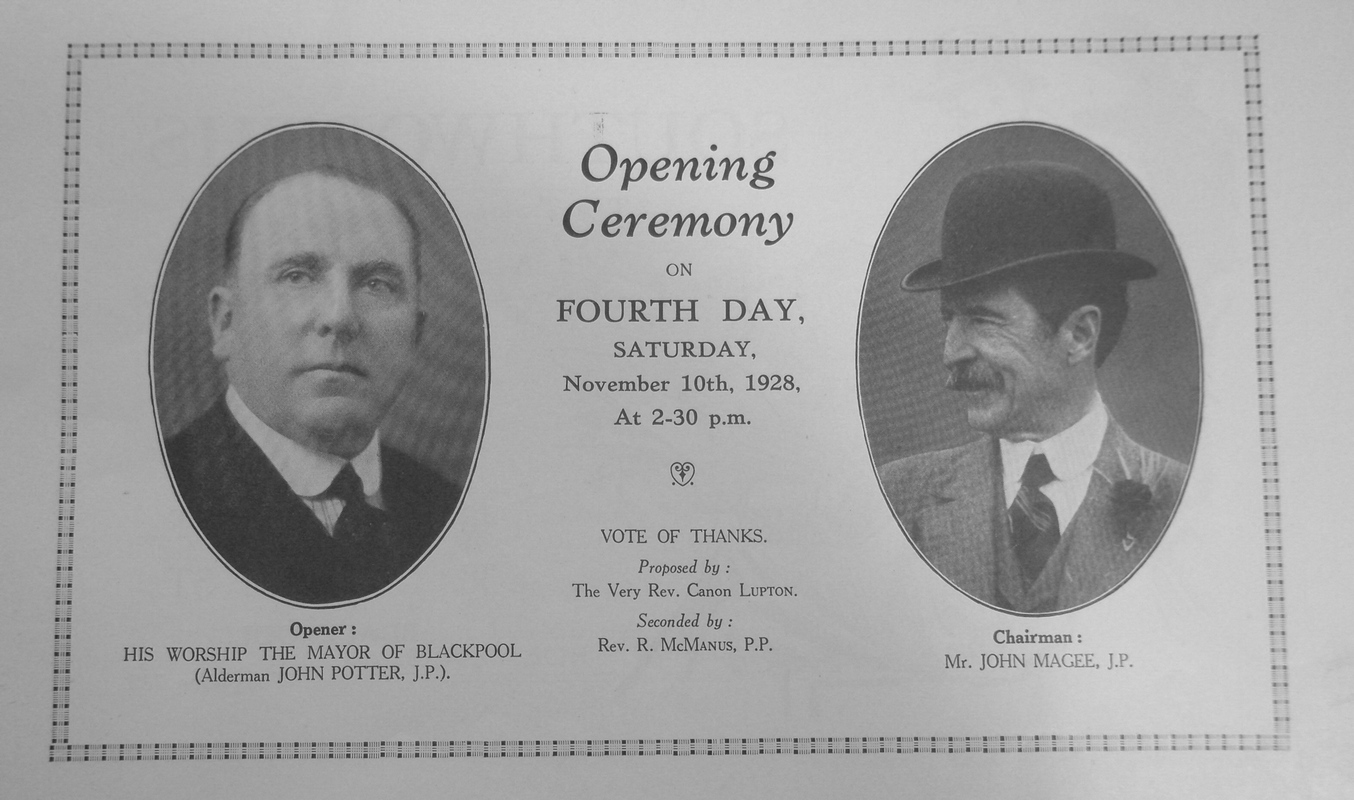 Opening
Ceremony
ON
FOURTH DAY,
SATURDAY,
November 10th, 1928,
At 2-30 p.m.
VOTE OF THANKS.
Proposed by :
The Very Rev. Canon LUPTON.
Seconded by :
Rev. R. McMANUS, P.P.
Opener :
HIS WORSHIP THE MAYOR OF BLACKPOOL
(Alderman JOHN POTTER, J.P.).
Chairman :
Mr. JOHN MAGEE, J.P.